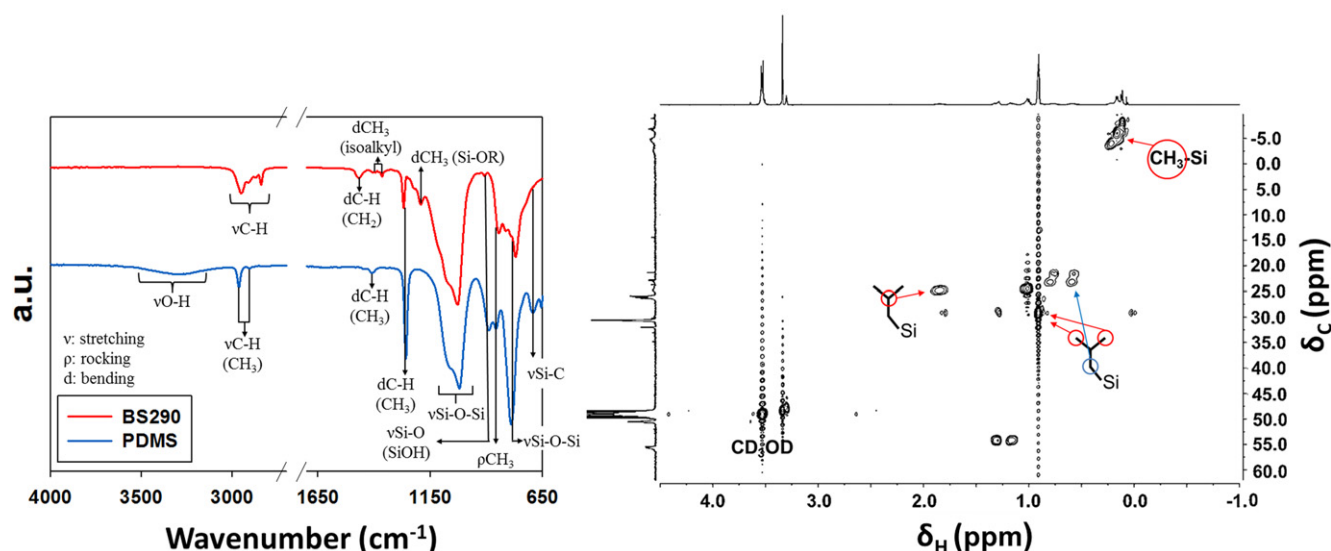 dCH3
(isoalkyl)
dCH3 (Si-OR)
νC-H
dC-H
(CH2)
νO-H
νC-H
(CH3)
dC-H
(CH3)
dC-H
(CH3)
νSi-O-Si
νSi-C
νSi-O
(SiOH)
ρCH3
νSi-O-Si
ν: stretching
ρ: rocking
d: bending
BS290
PDMS
a.u.
4000 3500 3000 1650 1150 650
Wavenumber (cm-1)
CH3-Si
Si
Si
CD3OD
-5.0
0.0
5.0
10.0
15.0
20.0
25.0
30.0
35.0
40.0
45.0
50.0
55.0
60.0
δC (ppm)
4.0 3.0 2.0 1.0 0.0 -1.0
δH (ppm)